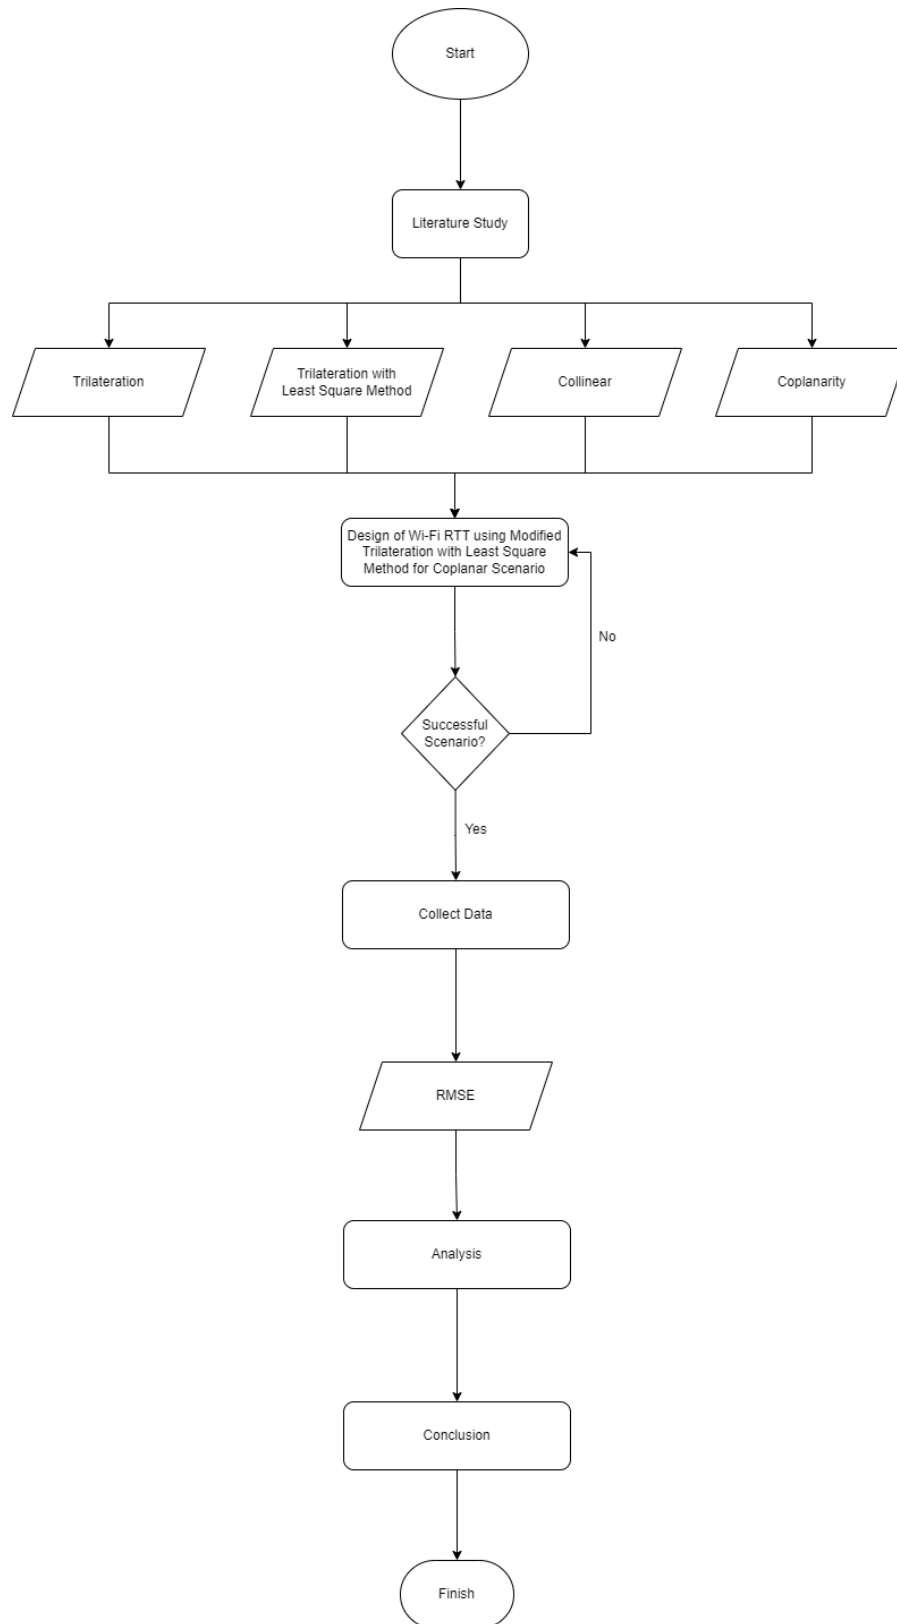 Start
Literature Study
Trilateration
Trilateration with
Least Square Method
Collinear
Coplanarity
Design of Wi-Fi RTT using Modified
Trilateration with Least Square
Method for Coplanar Scenario
No
Successful
Scenario?
Yes
Collect Data
RMSE
Analysis
Conclusion
Finish